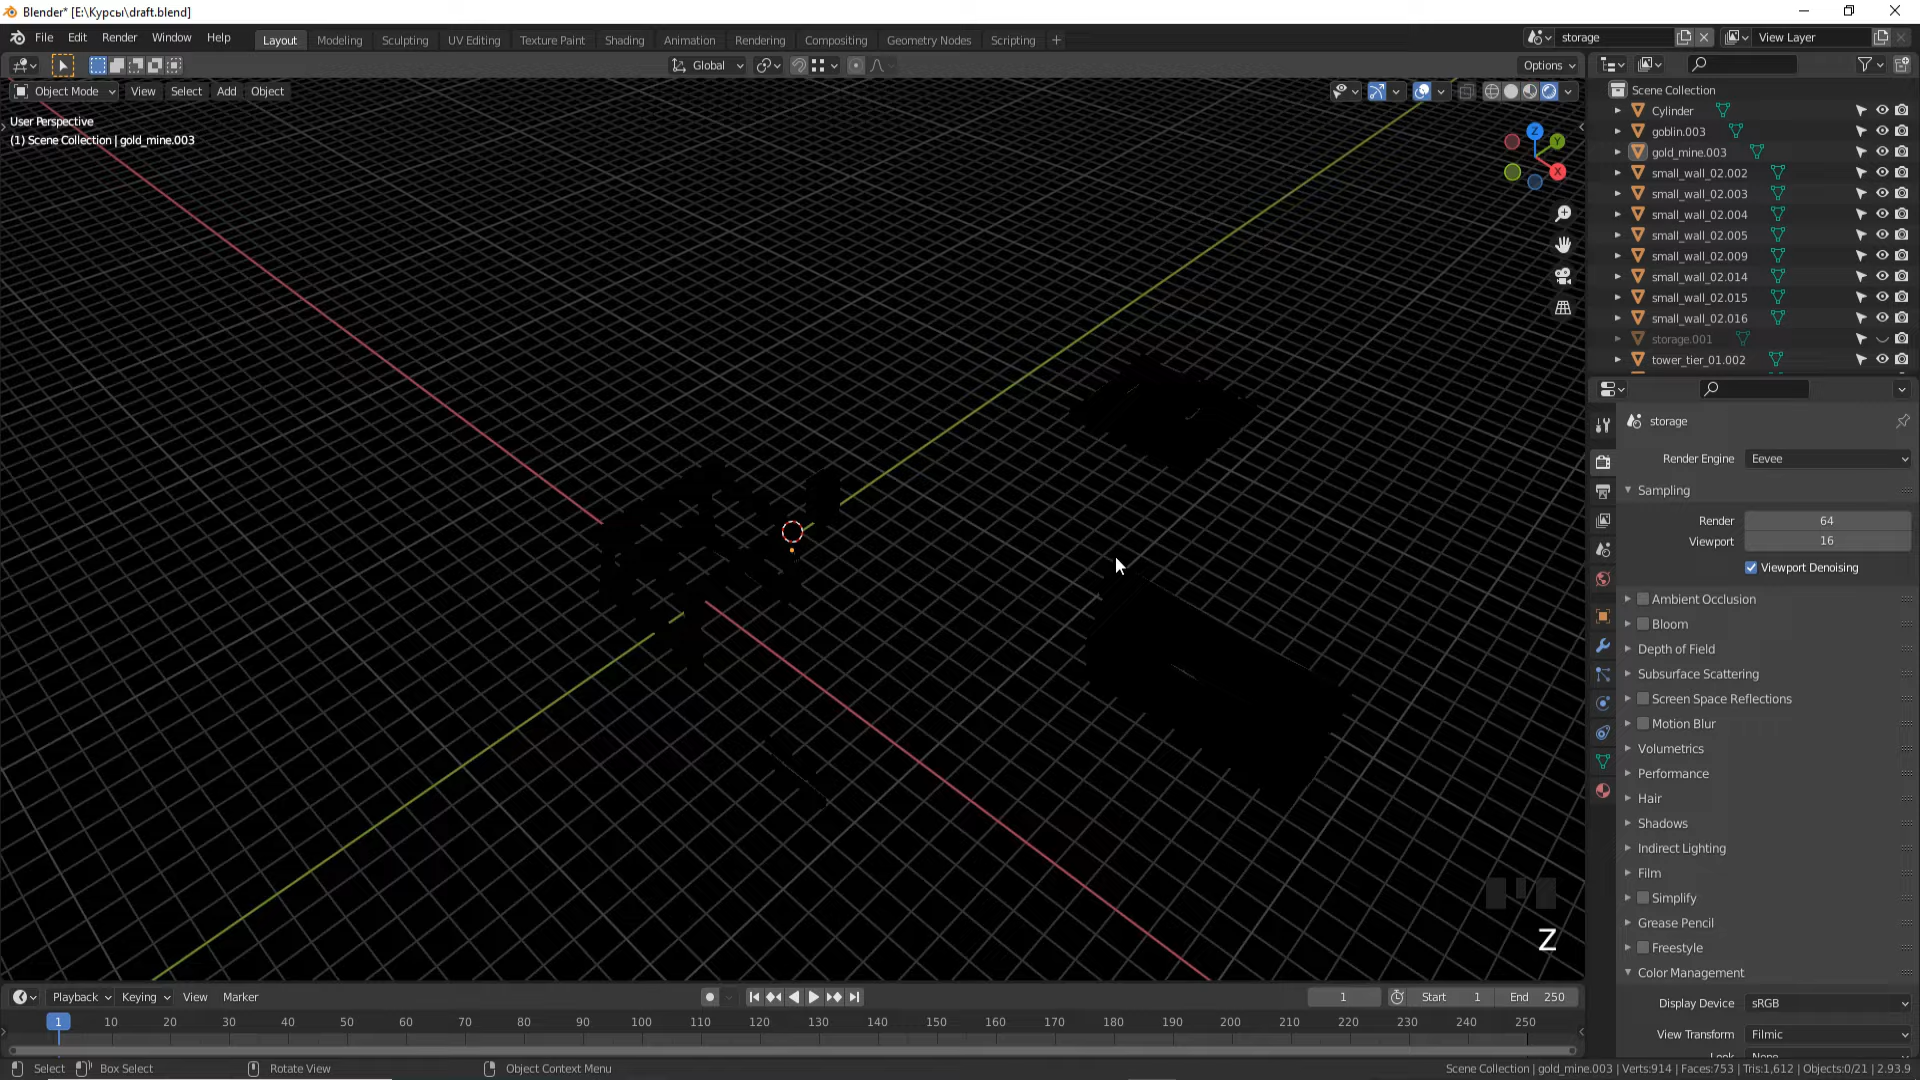 Blender* [E:\Курсы\draft.blend]
File Edit Render Window Help
Layout Modeling Sculpting UV Editing Texture Paint Shading Animation Rendering Compositing Geometry Nodes Scripting +
storage View Layer
Global Options
Object Mode View Select Add Object
User Perspective
(1) Scene Collection | gold_mine.003
Z
Y
X
Scene Collection
Cylinder
goblin.003
gold_mine.003
small_wall_02.002
small_wall_02.003
small_wall_02.004
small_wall_02.005
small_wall_02.009
small_wall_02.014
small_wall_02.015
small_wall_02.016
storage.001
tower_tier_01.002
storage
Render Engine Eevee
Sampling
Render 64
Viewport 16
Viewport Denoising
Ambient Occlusion
Bloom
Depth of Field
Subsurface Scattering
Screen Space Reflections
Motion Blur
Volumetrics
Performance
Hair
Shadows
Indirect Lighting
Film
Simplify
Grease Pencil
Freestyle
Color Management
Display Device sRGB
View Transform Filmic
Look None
Z
Playback Keying View Marker
1 Start 1 End 250
1 10 20 30 40 50 60 70 80 90 100 110 120 130 140 150 160 170 180 190 200 210 220 230 240 250
Select Box Select Rotate View Object Context Menu
Scene Collection | gold_mine.003 | Verts:914 | Faces:753 | Tris:1,612 | Objects:0/21 | 2.93.9